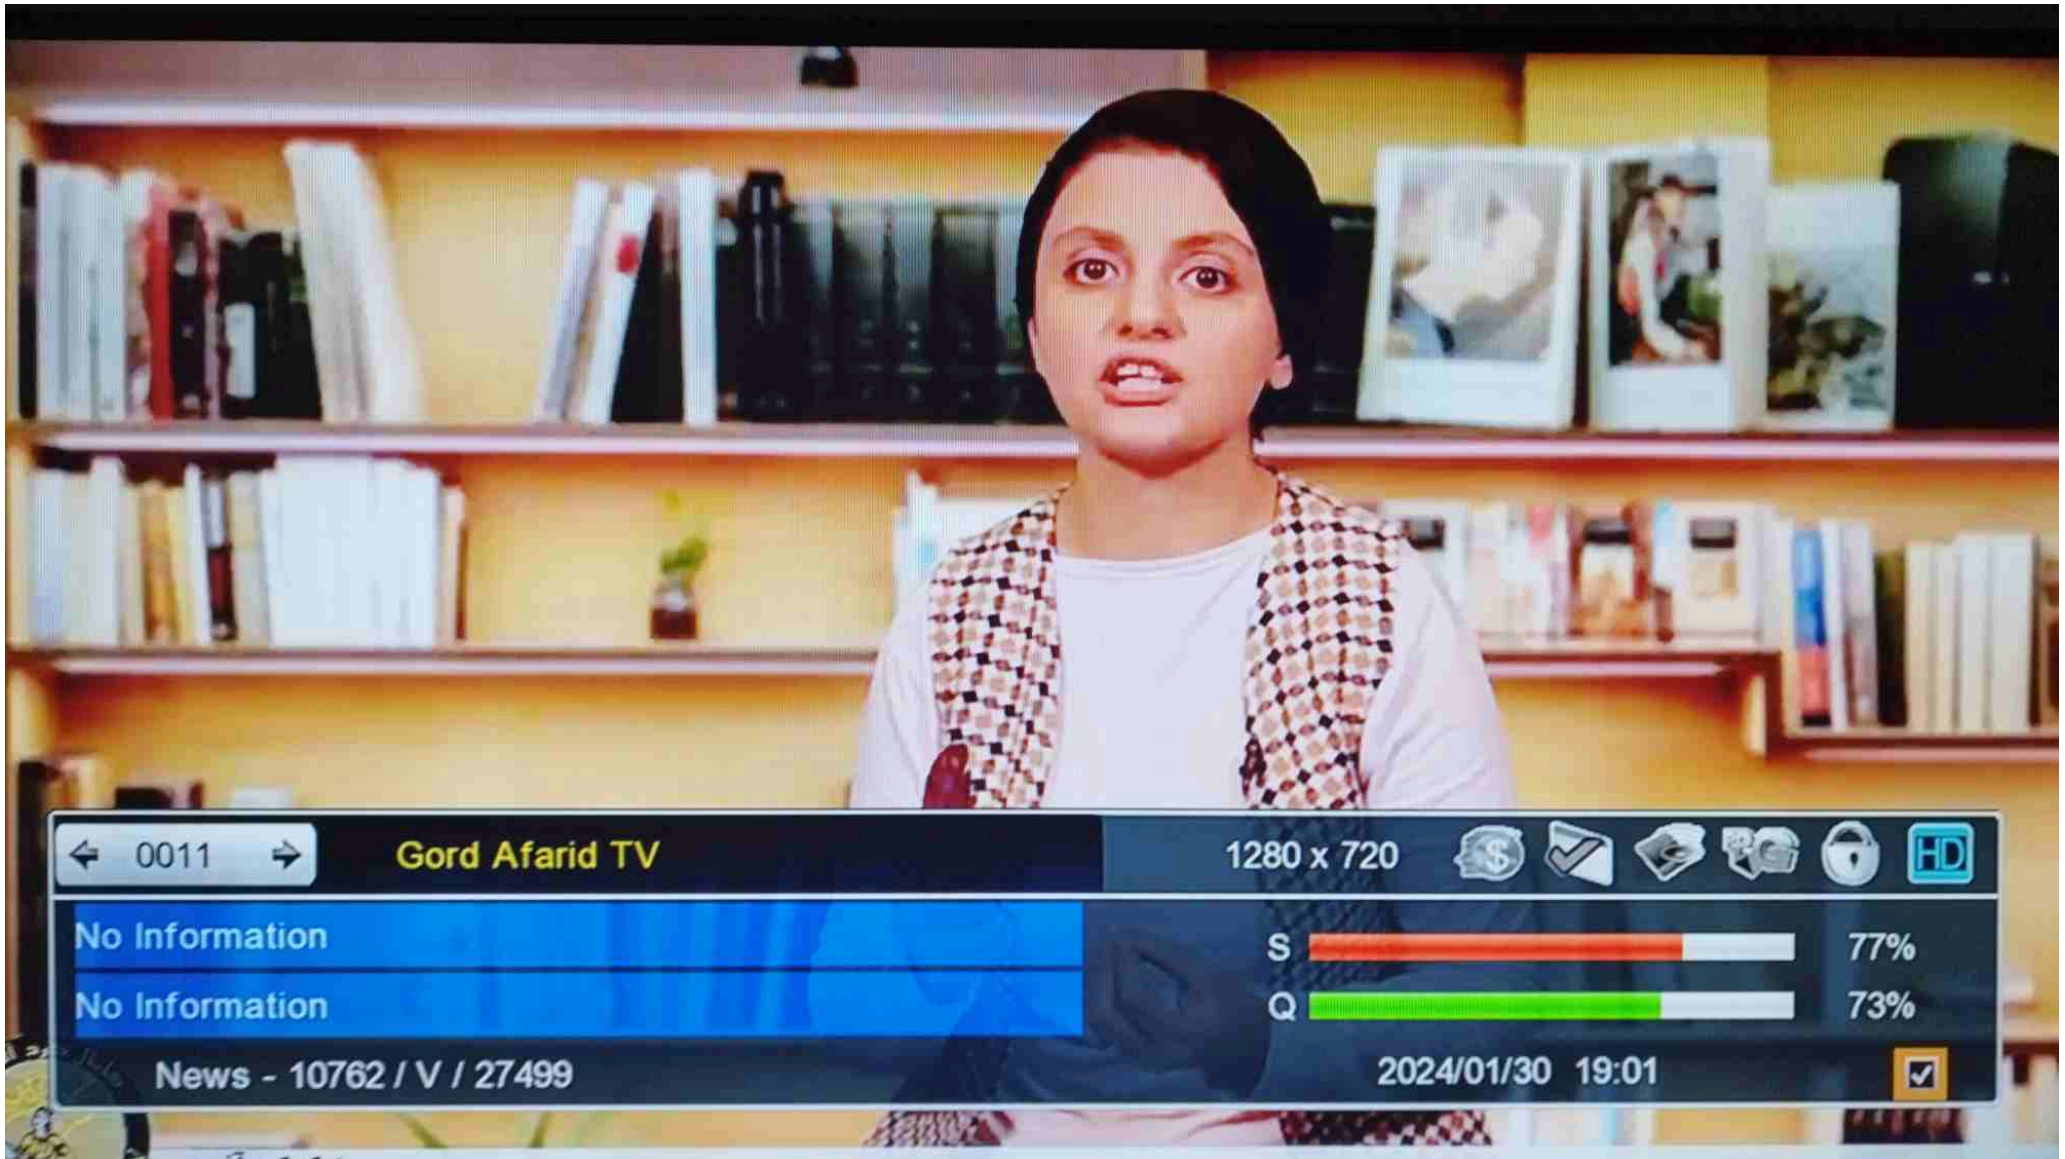 0011
Gord Afarid TV
1280 x 720
$
HD
No Information
S
77%
No Information
Q
73%
News - 10762 / V / 27499
2024/01/30 19:01